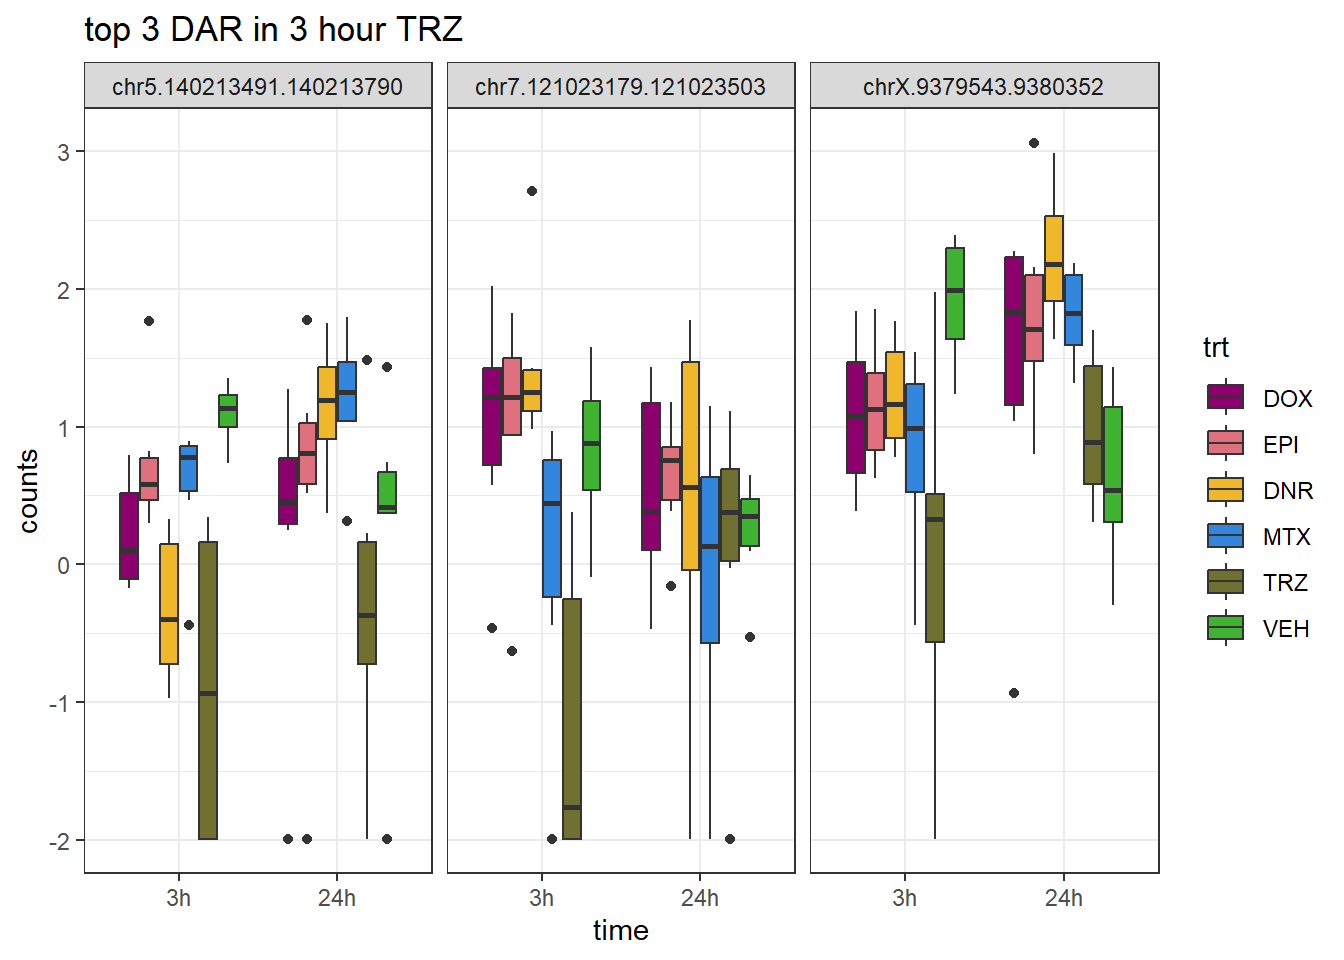 top 3 DAR in 3 hour TRZ
chr5.140213491.140213790
chr7.121023179.121023503
chrX.9379543.9380352
3
2
1
0
-1
-2
counts
3h
24h
3h
24h
3h
24h
time
trt
DOX
EPI
DNR
MTX
TRZ
VEH